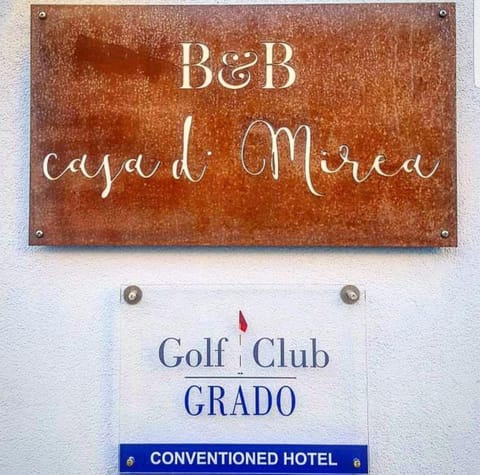 B&B
casa di Mirea
Golf Club
GRADO
CONVENTIONED HOTEL